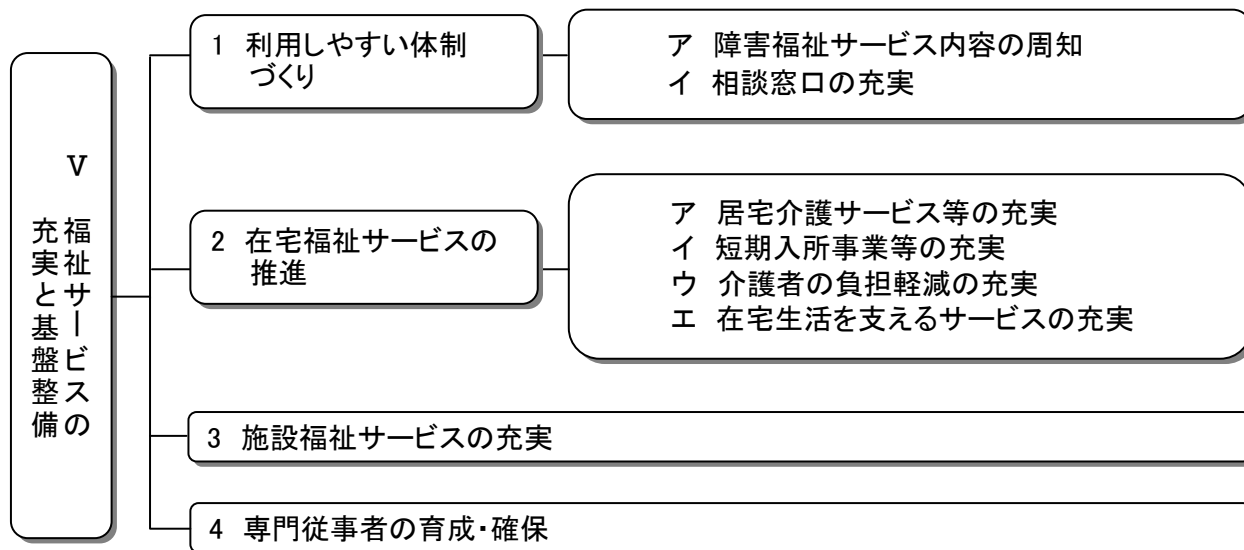 Ⅴ
福祉サービスの
充実と基盤整備
1 利用しやすい体制
づくり
ア 障害福祉サービス内容の周知
イ 相談窓口の充実
2 在宅福祉サービスの
推進
ア 居宅介護サービス等の充実
イ 短期入所事業等の充実
ウ 介護者の負担軽減の充実
エ 在宅生活を支えるサービスの充実
3 施設福祉サービスの充実
4 専門従事者の育成・確保